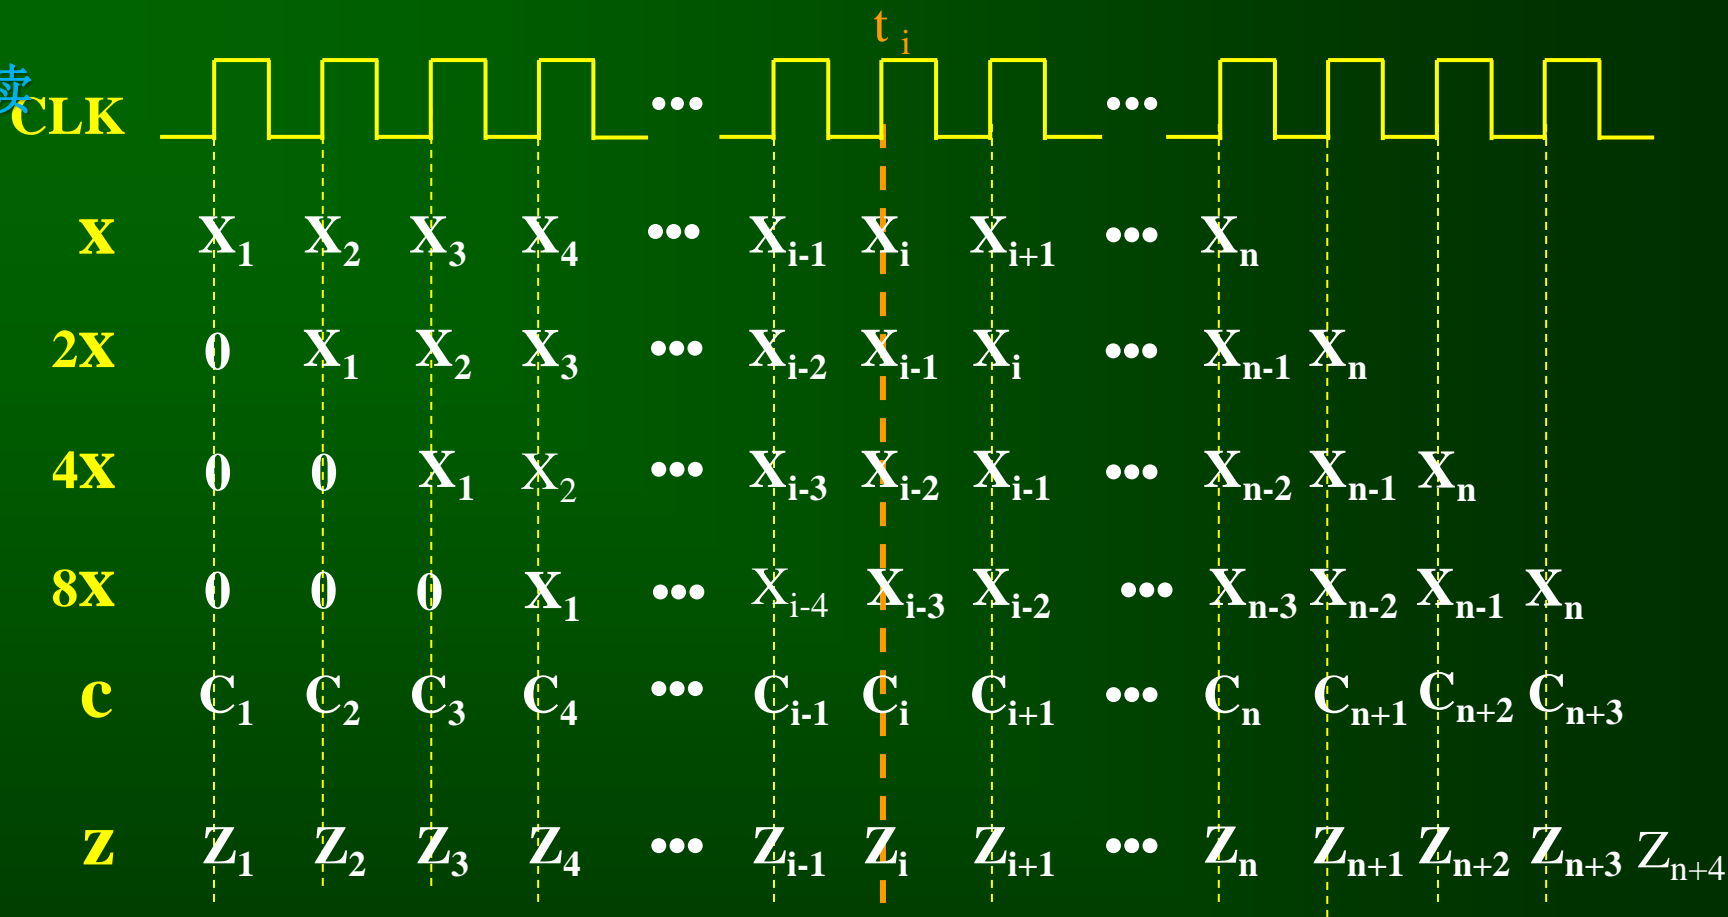 t i
卖
CLK ••• •••
x X1 X2 X3 X4 ••• Xi-1 Xi Xi+1 ••• Xn
2x 0 X1 X2 X3 ••• Xi-2 Xi-1 Xi ••• Xn-1 Xn
4x 0 0 X1 X2 ••• Xi-3 Xi-2 Xi-1 ••• Xn-2 Xn-1 Xn
8x 0 0 0 X1 ••• Xi-4 Xi-3 Xi-2 ••• Xn-3 Xn-2 Xn-1 Xn
c C1 C2 C3 C4 ••• Ci-1 Ci Ci+1 ••• Cn Cn+1 Cn+2 Cn+3
z Z1 Z2 Z3 Z4 ••• Zi-1 Zi Zi+1 ••• Zn Zn+1 Zn+2 Zn+3 Zn+4